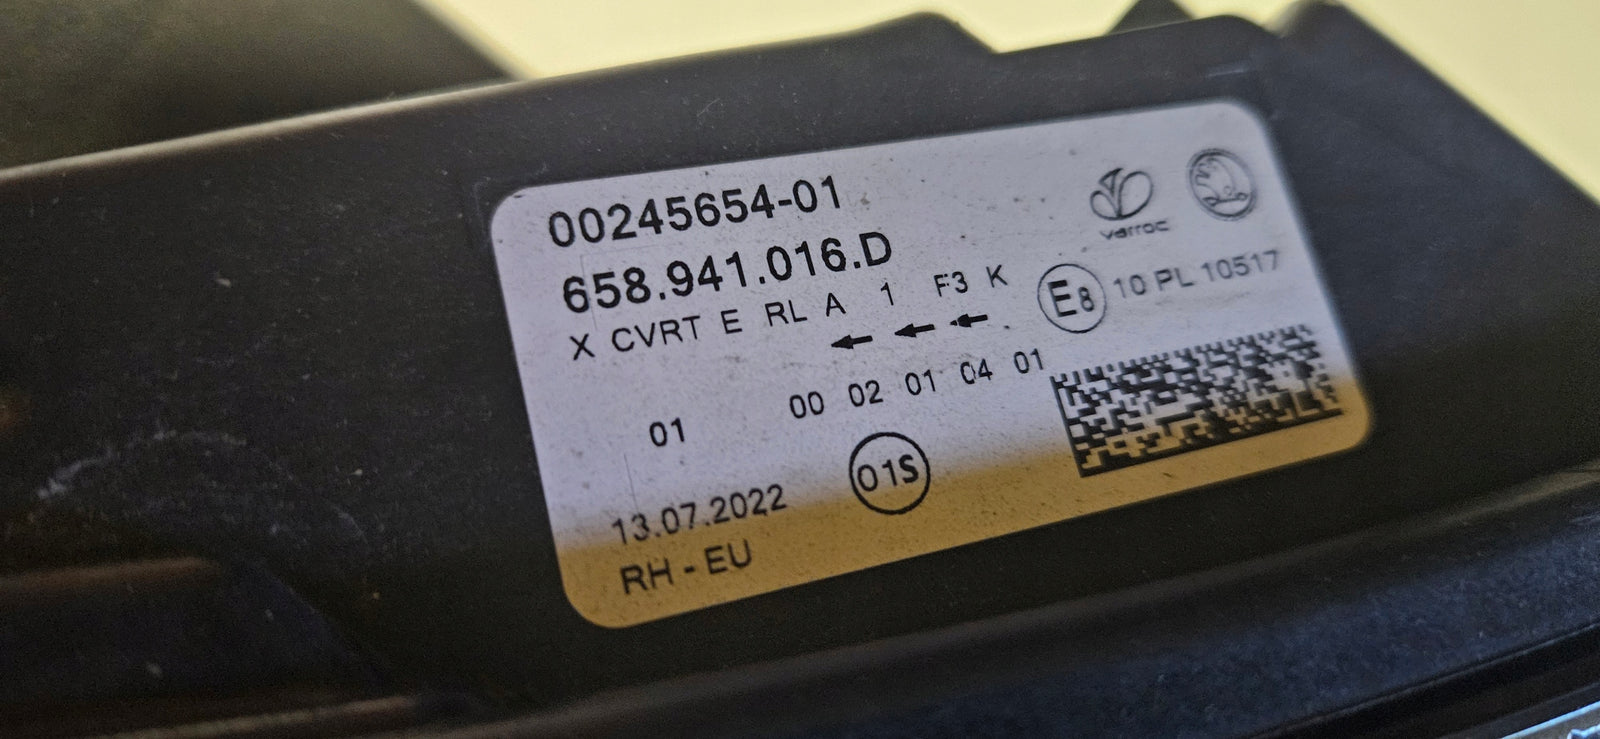 00245654-01
varroc
658.941.016.D
X CVRT E RL A 1 F3 K
E8 10 PL 10517
01 00 02 01 04 01
01S
13.07.2022
RH - EU